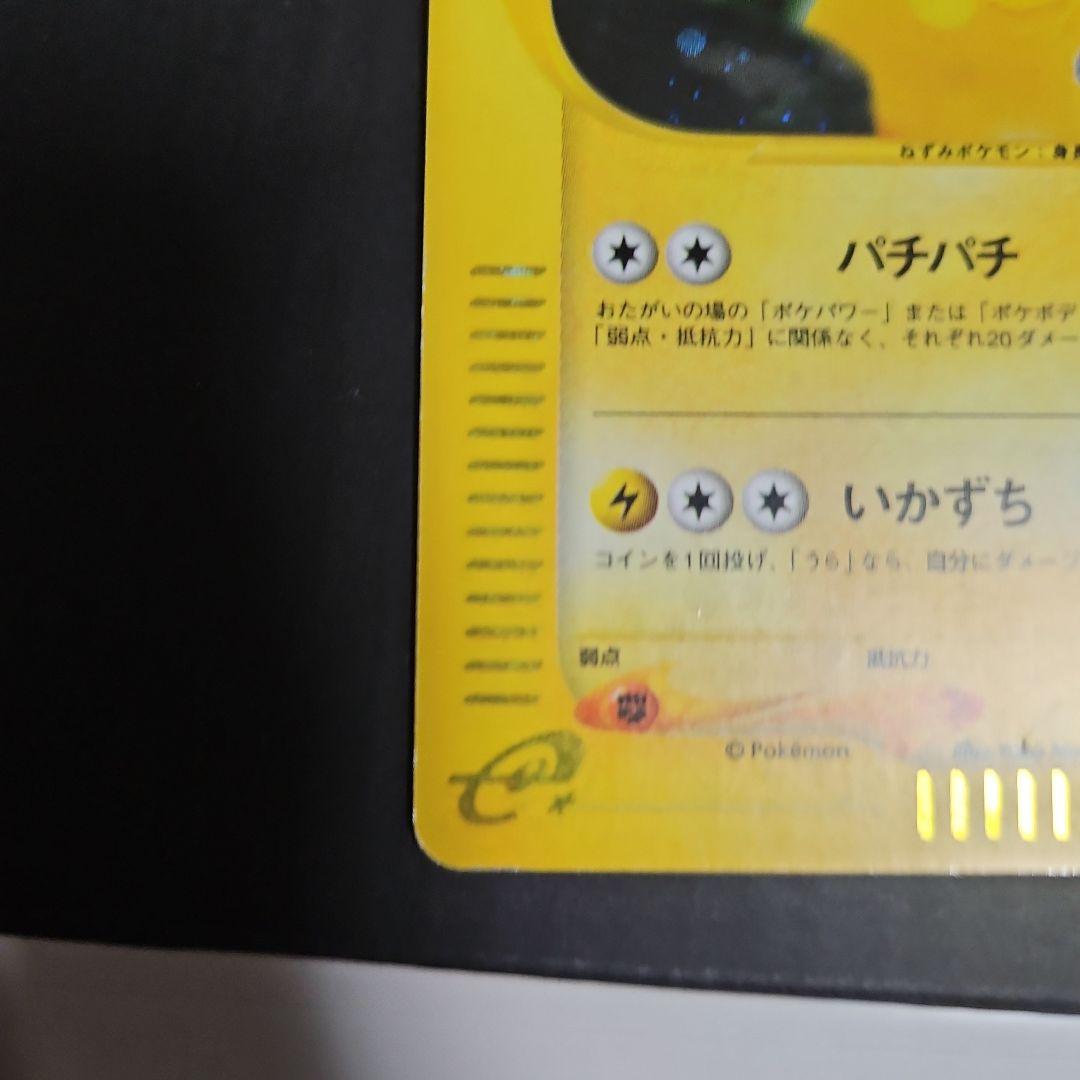 ねずみポケモン：身長
パチパチ
おたがいの場の「ポケパワー」または「ポケボデ
「弱点・抵抗力」に関係なく、それぞれ20ダメー
いかずち
コインを1回投げ、「うら」なら、自分にダメージ
弱点
抵抗力
©Pokémon